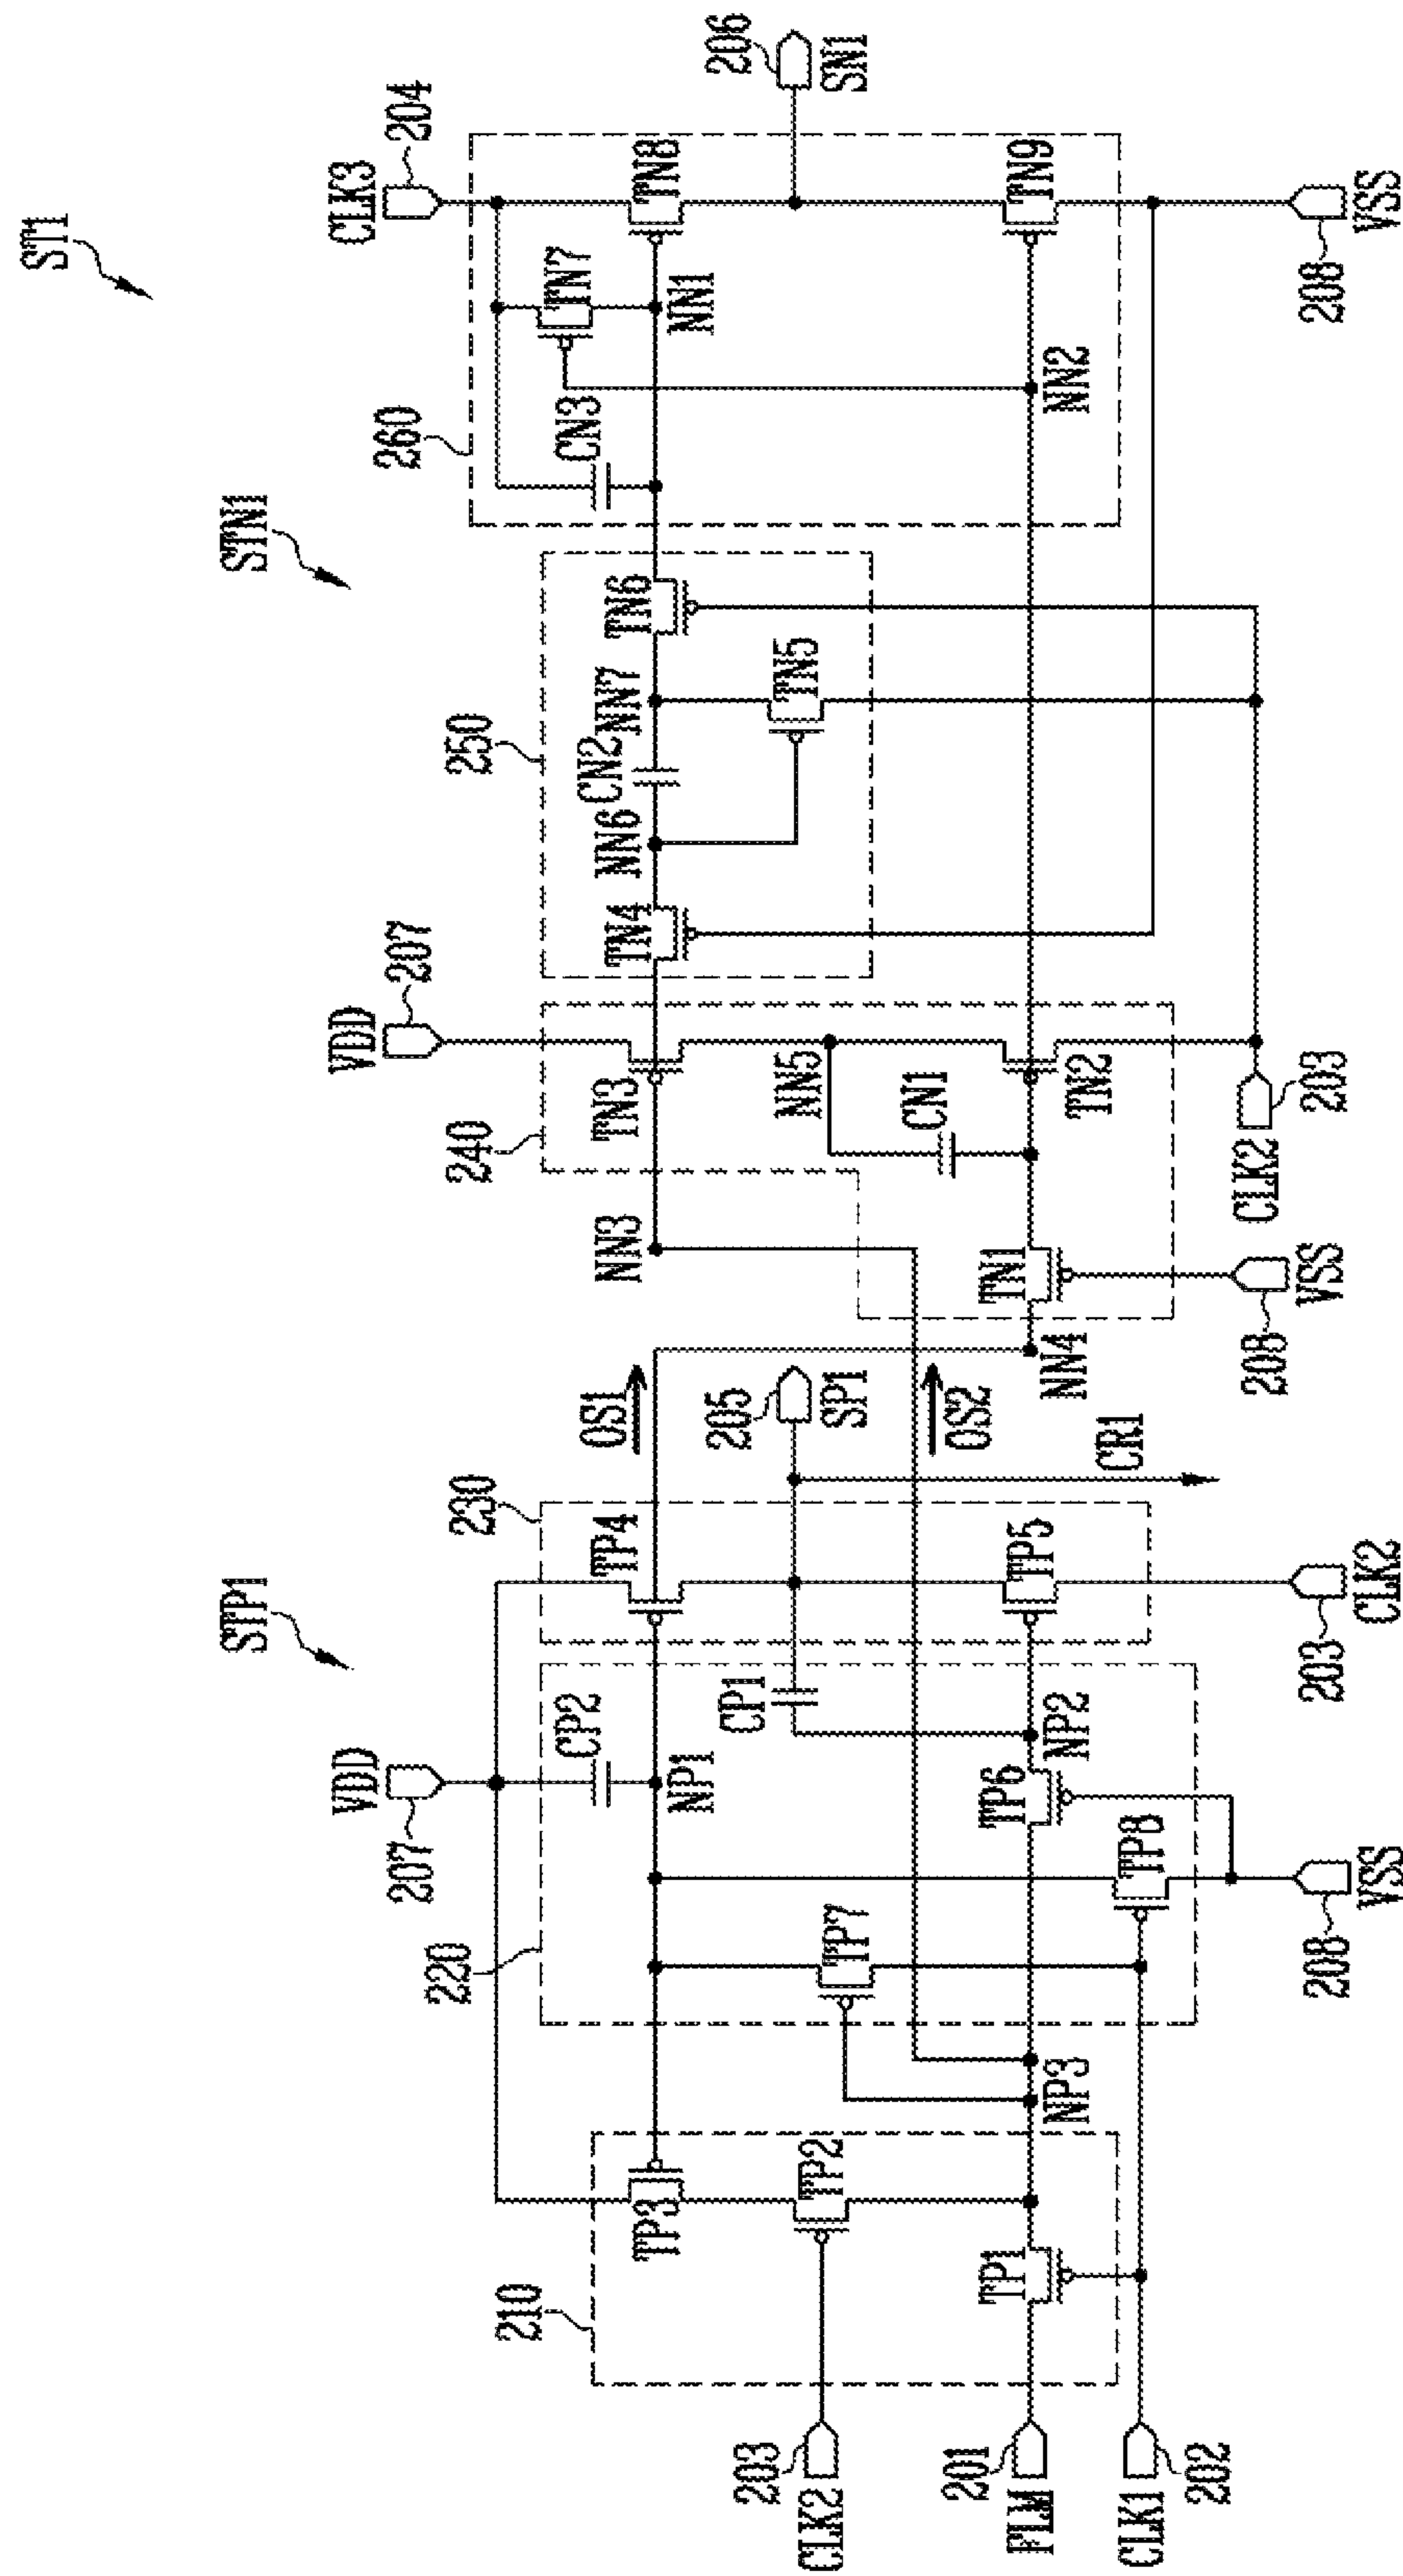 ST1
STP1
STN1
VDD
207
VDD
207
CLK3
204
210
220
230
240
250
260
TP3
CP2
NP1
TP4
OS1
NN3
TN3
TN4
NN6
CN2
NN7
TN6
CN3
TN7
NN1
TN8
203
CLK2
TP2
TP7
CP1
205
SP1
NN5
CN1
TN5
206
SN1
201
FLM
TP1
NP3
TP6
NP2
TP5
OS2
NN4
TN1
TN2
NN2
TN9
TP8
CR1
CLK1
202
208
VSS
203
CLK2
208
VSS
CLK2
203
208
VSS